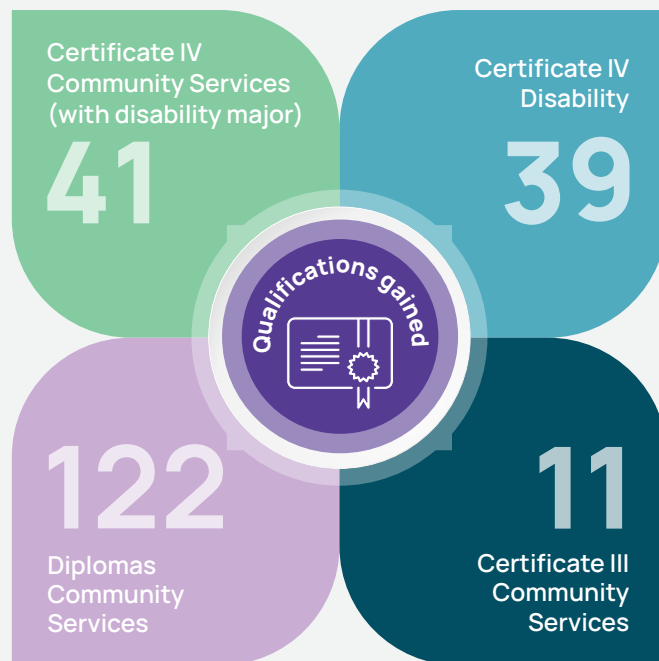 Certificate IV
Community Services
(with disability major)
41
Certificate IV
Disability
39
Qualifications gained
122
Diplomas
Community
Services
11
Certificate III
Community
Services